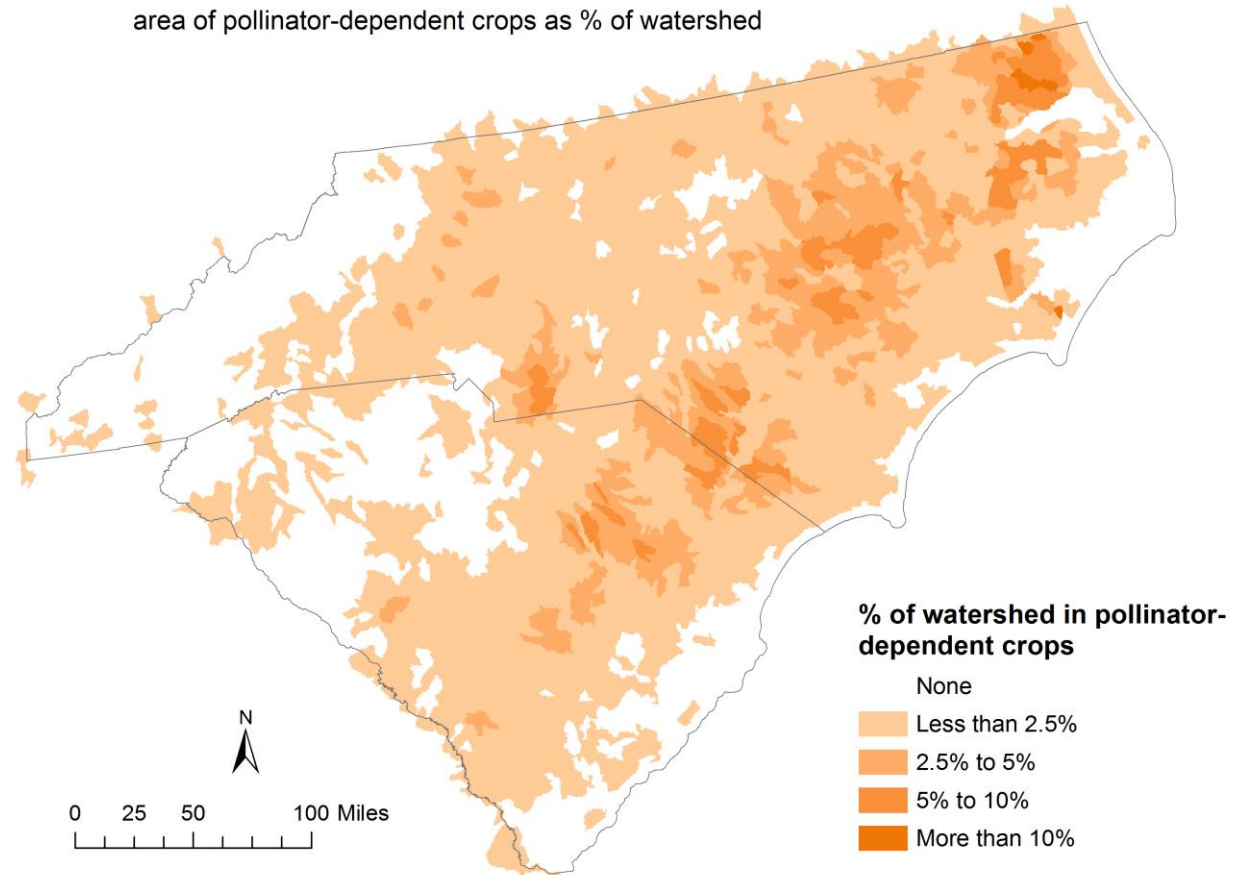 area of pollinator-dependent crops as % of watershed
% of watershed in pollinator-
dependent crops
None
Less than 2.5%
2.5% to 5%
5% to 10%
More than 10%
N
0 25 50 100 Miles